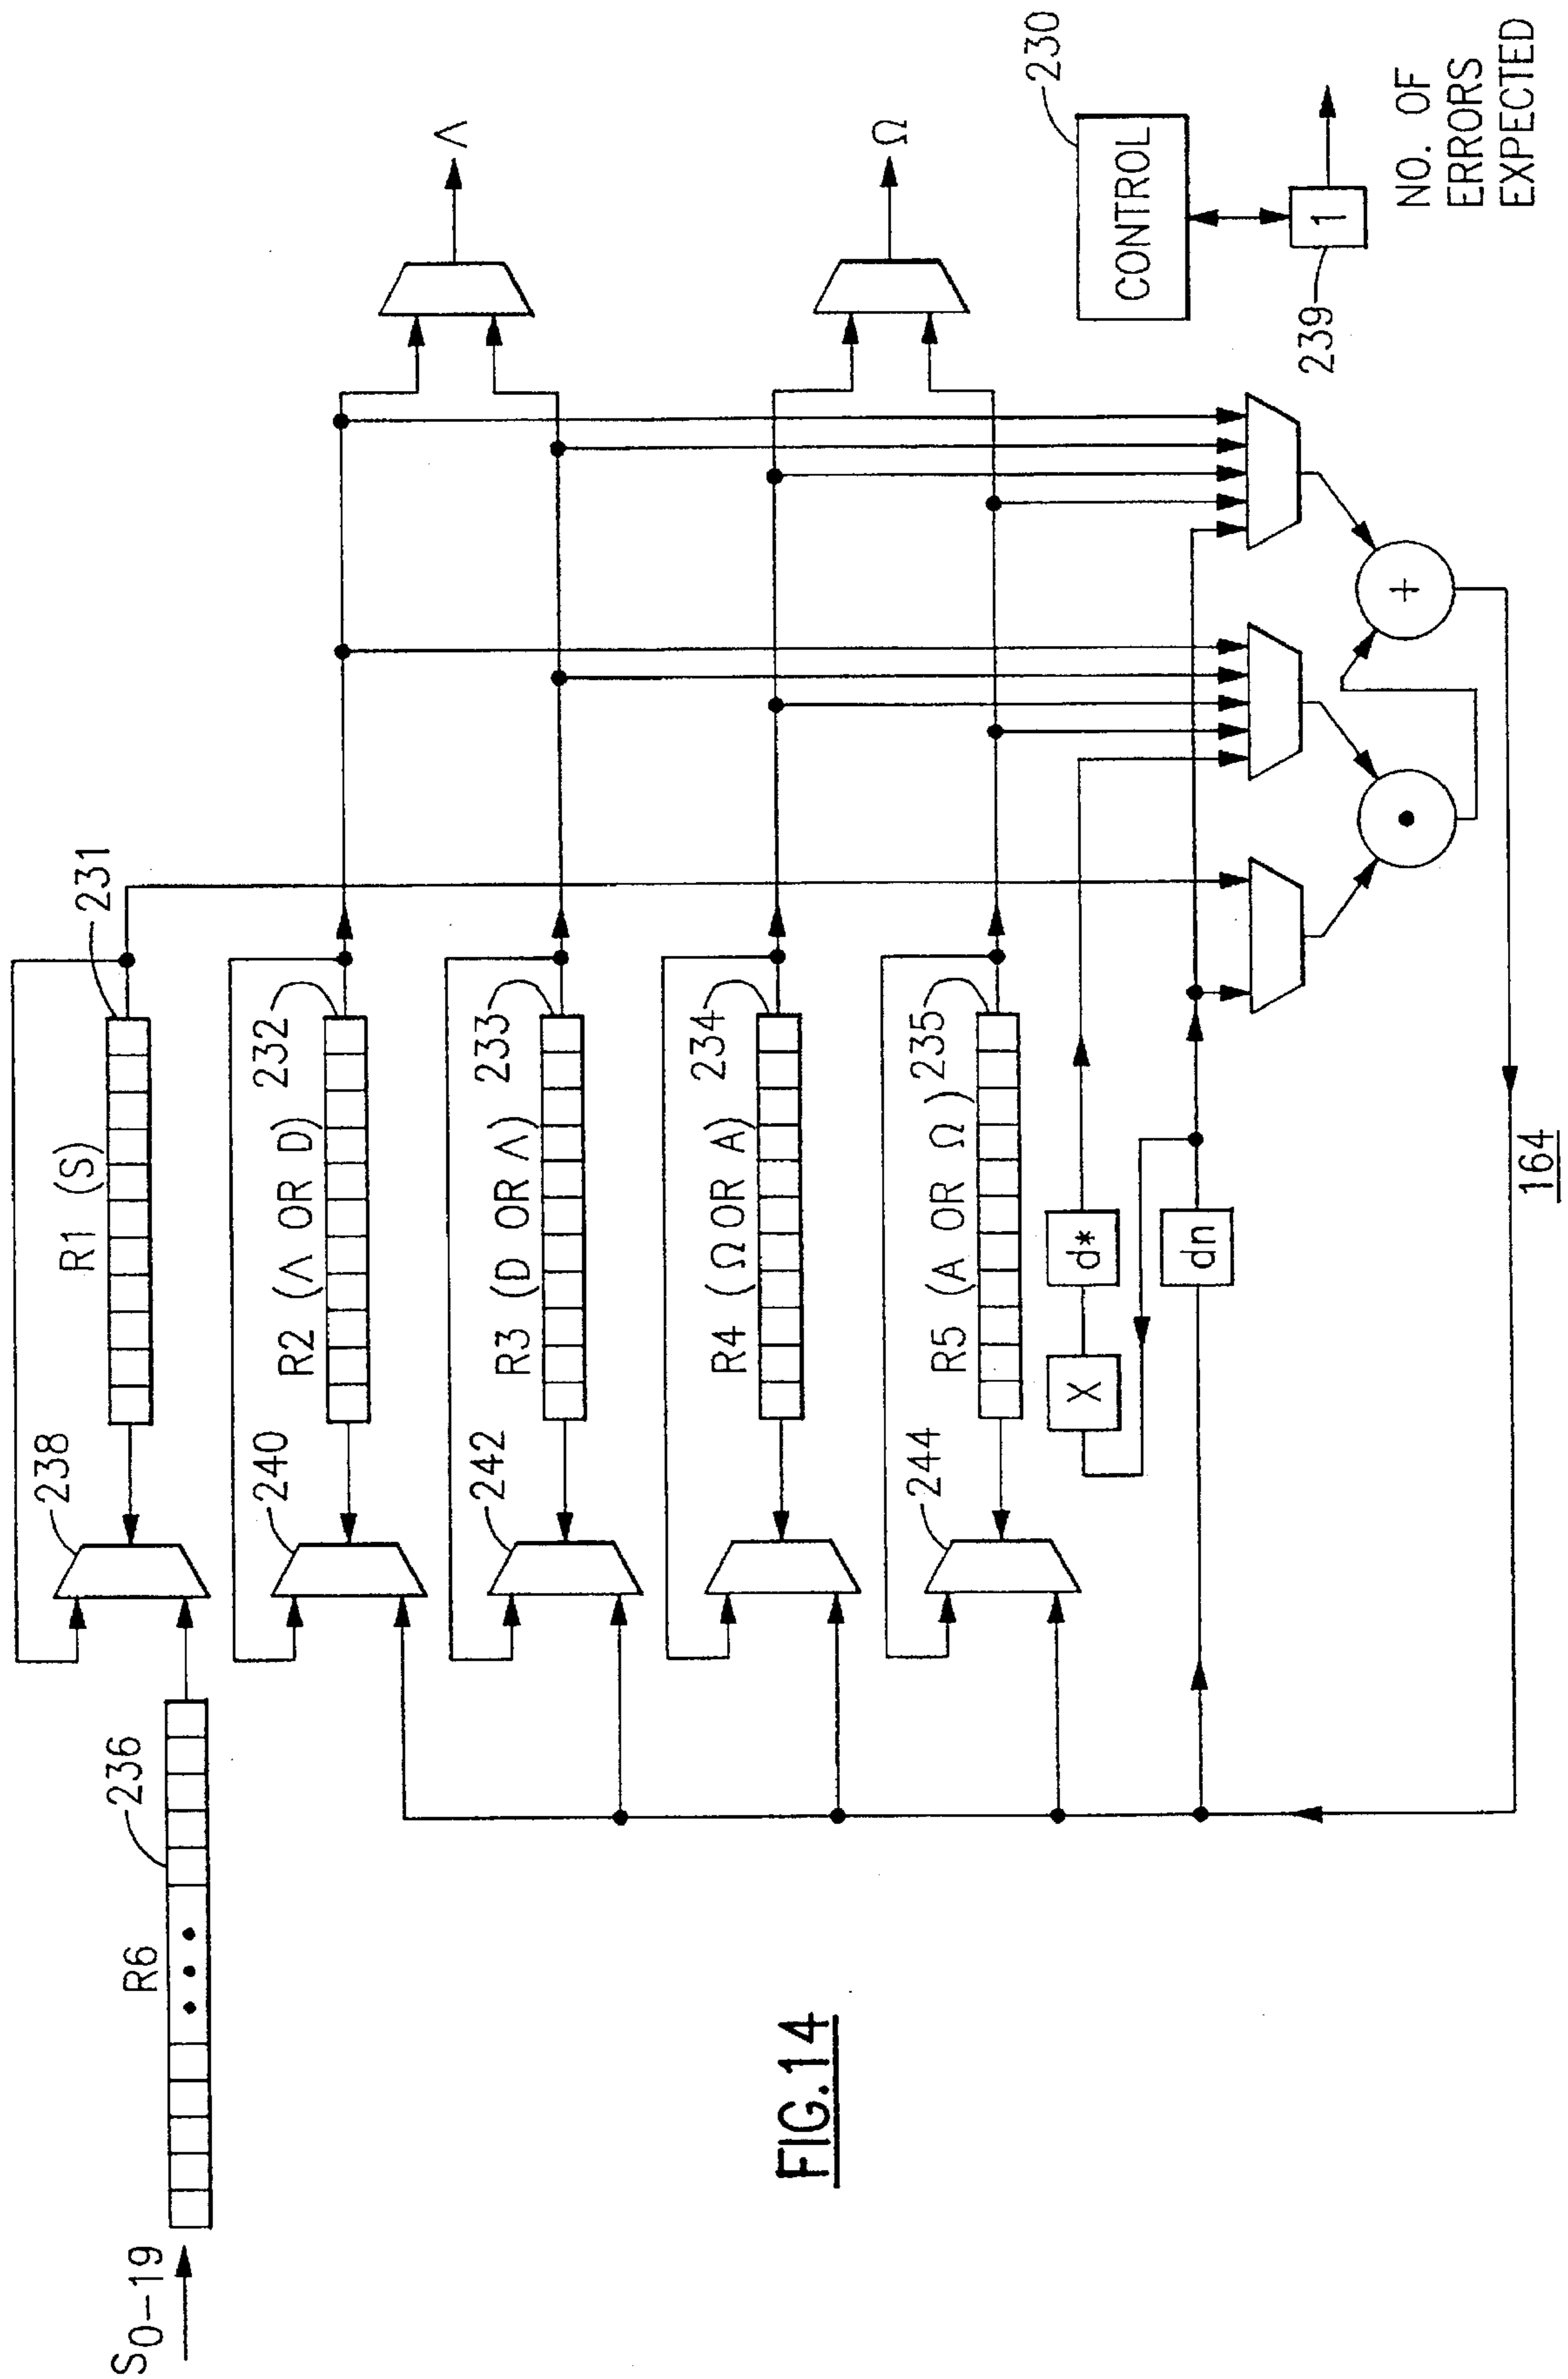 S0-19
R6
236
238
R1 (S)
231
240
R2 (Λ OR D)
232
242
R3 (D OR Λ)
233
R4 (Ω OR A)
234
244
R5 (A OR Ω)
235
X
d*
dn
Λ
Ω
•
+
230
CONTROL
239
1
NO. OF
ERRORS
EXPECTED
164
FIG.14